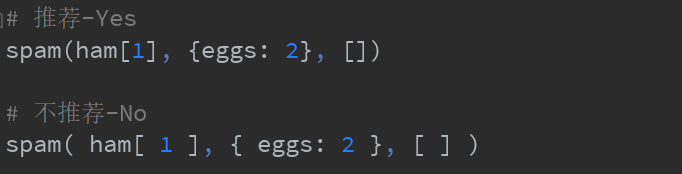 # 推荐-Yes
spam(ham[1], {eggs: 2}, [])
# 不推荐-No
spam( ham[ 1 ], { eggs: 2 }, [ ] )